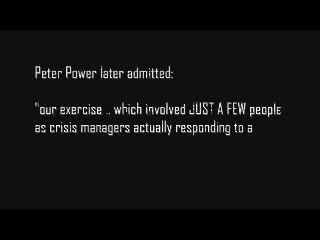 Peter Power later admitted:
"our exercise .. which involved JUST A FEW people
as crisis managers actually responding to a